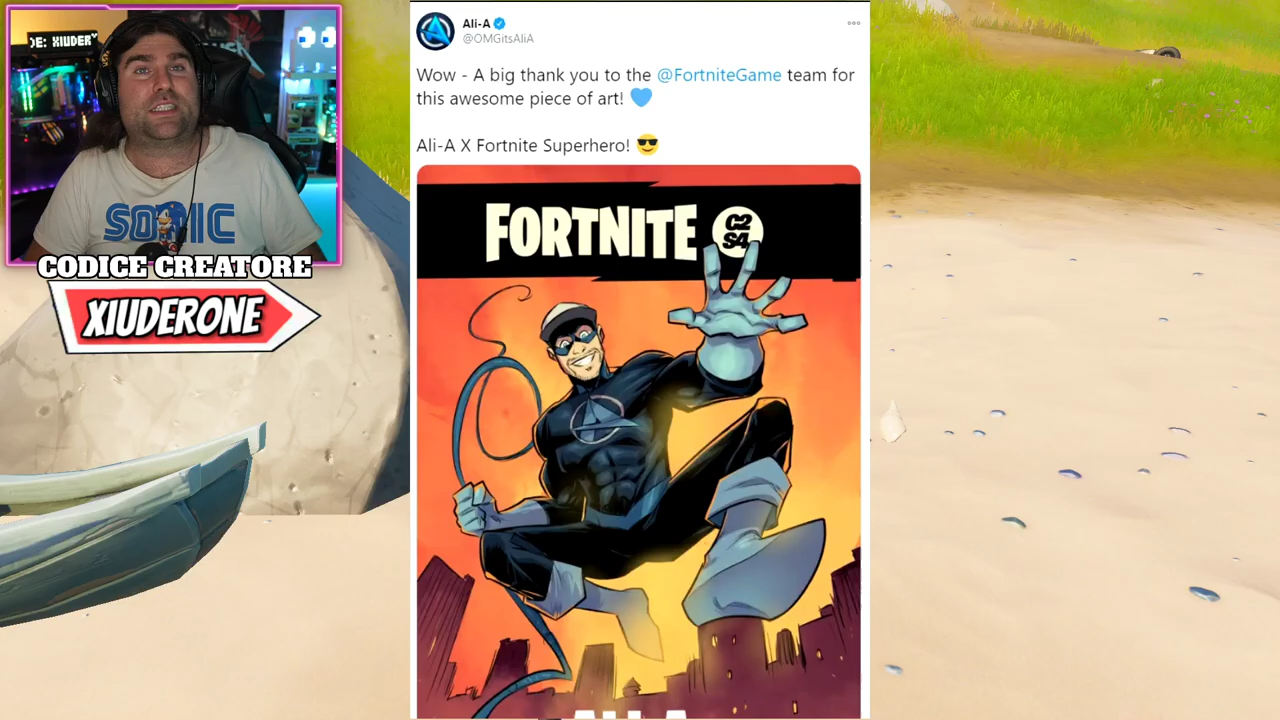 DE: XIUDER
SONIC
CODICE CREATORE
XIUDERONE
Ali-A
@OMGitsAliA
Wow - A big thank you to the @FortniteGame team for
this awesome piece of art! 💙
Ali-A X Fortnite Superhero! 😎
FORTNITE
C2
S4